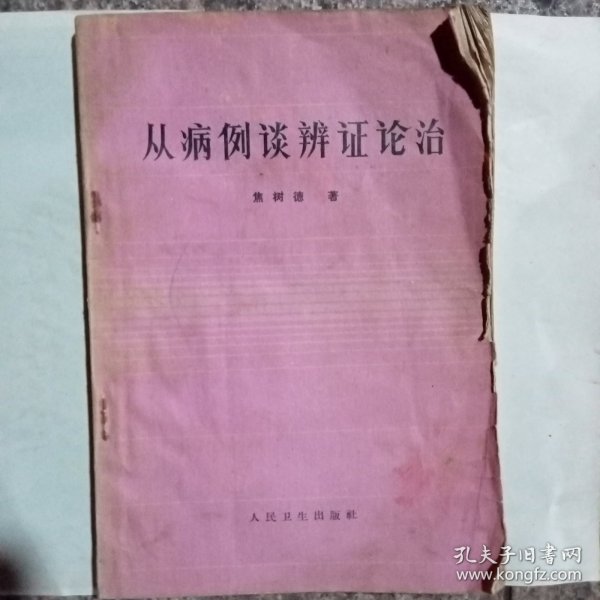 从病例谈辨证论治
焦树德 著
人民卫生出版社
孔夫子旧书网
www.kongfz.com